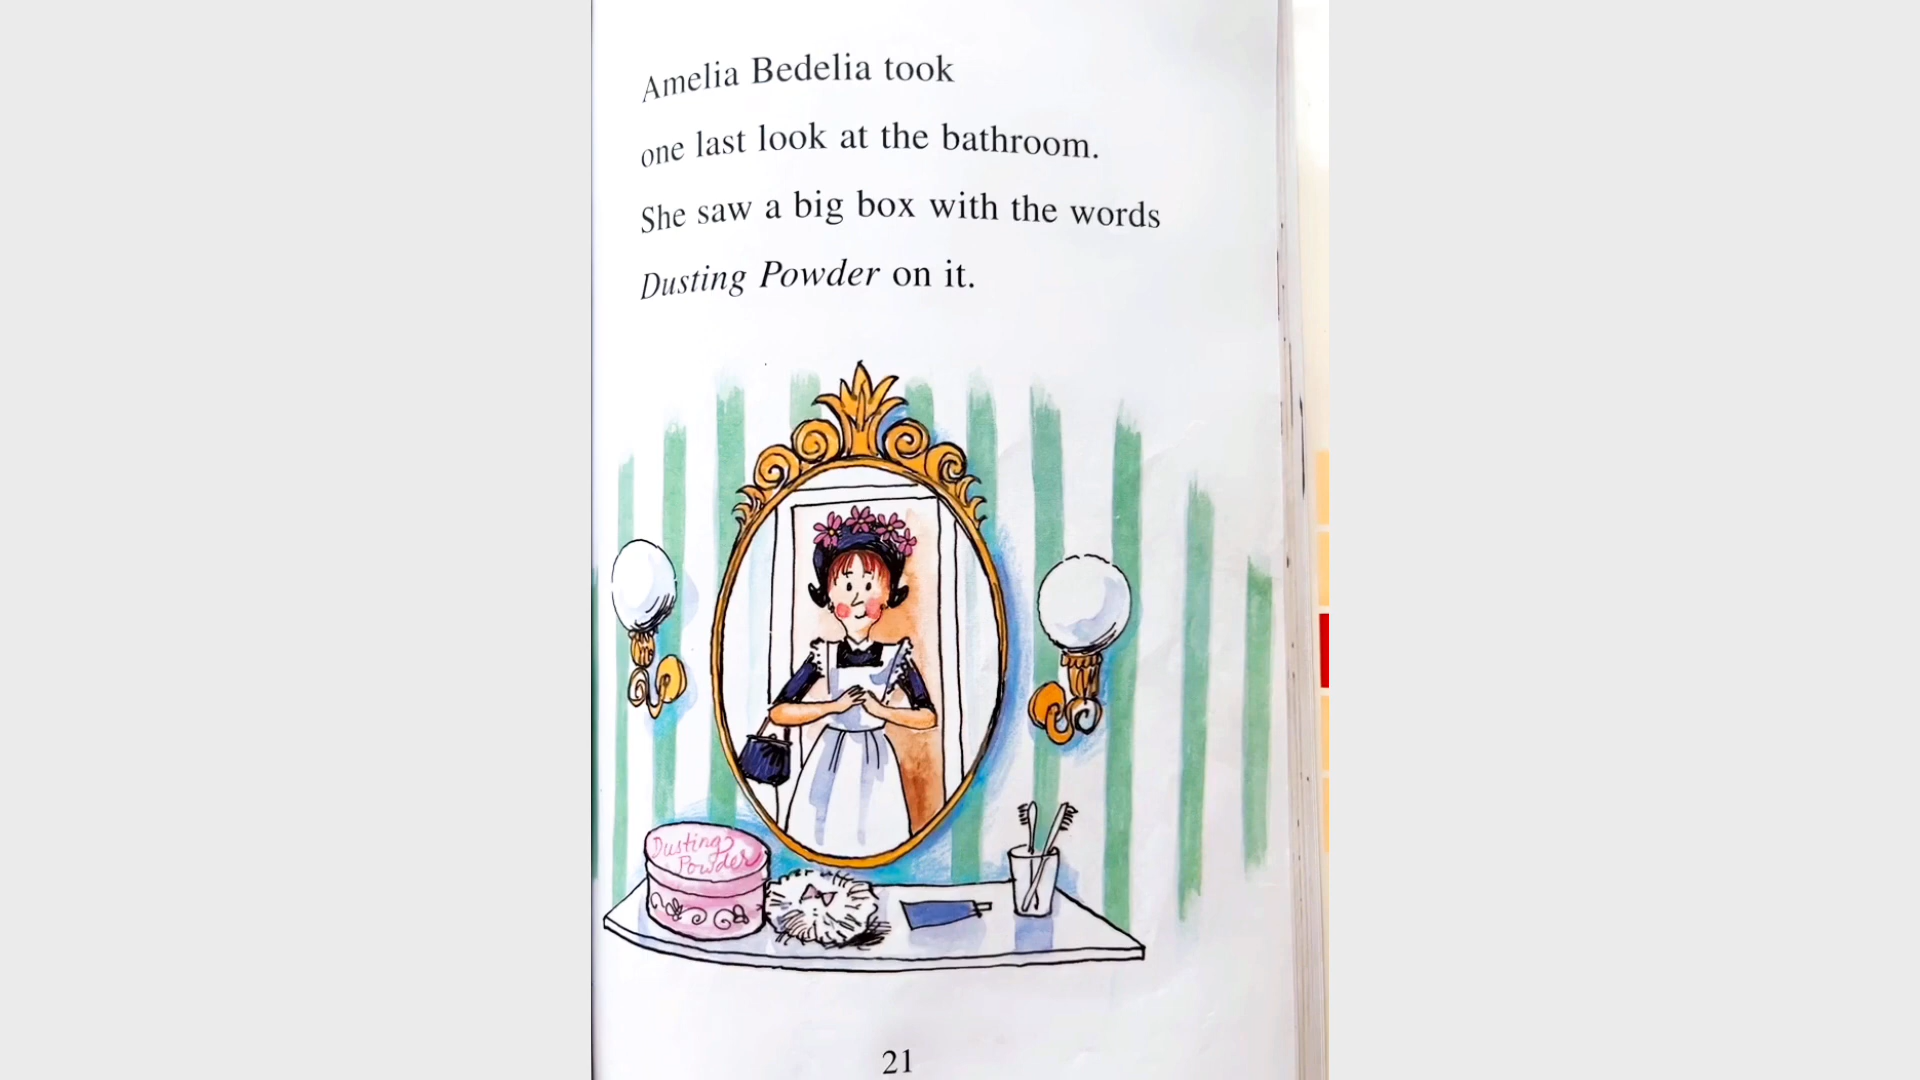 Amelia Bedelia took
one last look at the bathroom.
She saw a big box with the words
Dusting Powder on it.
Dusting
Powder
21